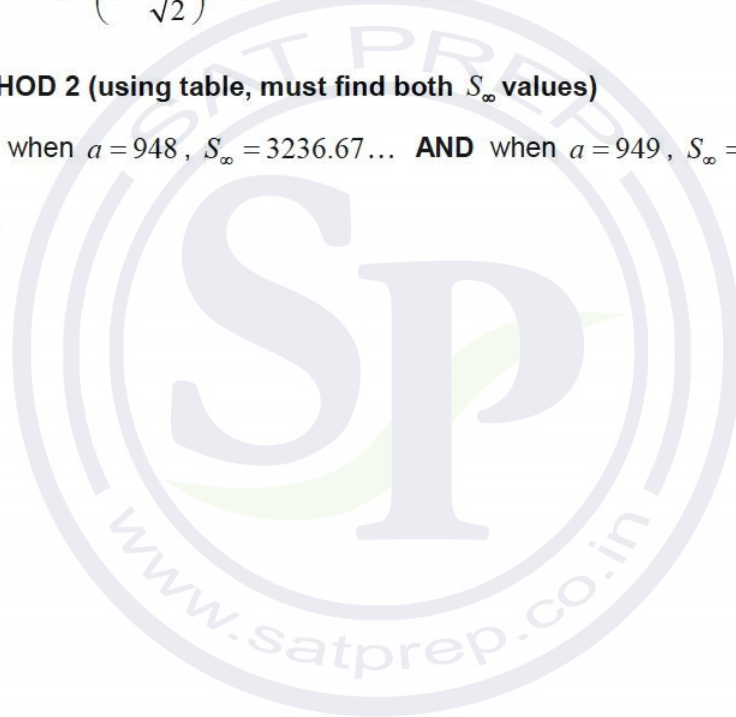 ( √2 )
HOD 2 (using table, must find both S∞ values)
when a = 948 , S∞ = 3236.67… AND when a = 949 , S∞ =
SAT PREP
SP
www.satprep.co.in